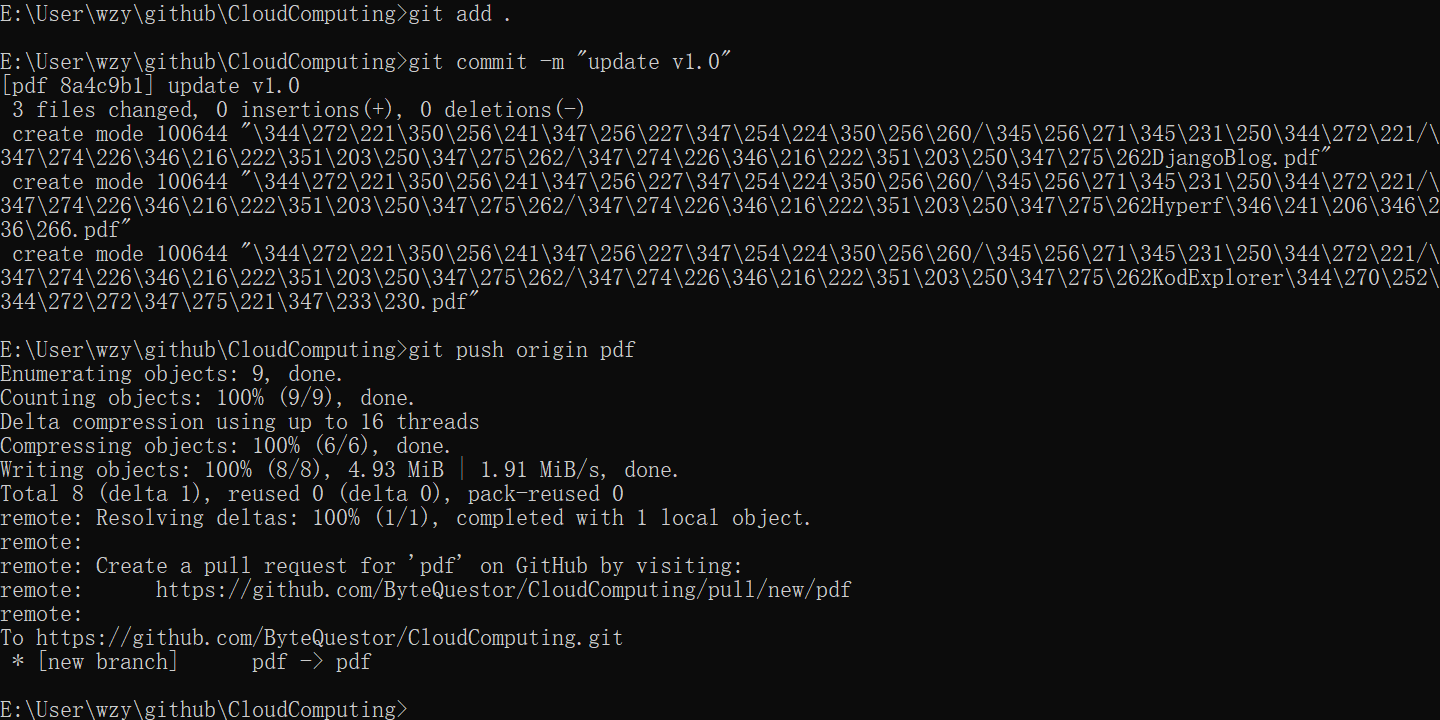 E:\User\wzy\github\CloudComputing>git add .
E:\User\wzy\github\CloudComputing>git commit -m "update v1.0"
[pdf 8a4c9b1] update v1.0
 3 files changed, 0 insertions(+), 0 deletions(-)
 create mode 100644 "\344\272\221\350\256\241\347\256\227\347\254\224\350\256\260/\345\256\271\345\231\250\344\272\221/\
347\274\226\346\216\222\351\203\250\347\275\262/\347\274\226\346\216\222\351\203\250\347\275\262DjangoBlog.pdf"
 create mode 100644 "\344\272\221\350\256\241\347\256\227\347\254\224\350\256\260/\345\256\271\345\231\250\344\272\221/\
347\274\226\346\216\222\351\203\250\347\275\262/\347\274\226\346\216\222\351\203\250\347\275\262Hyperf\346\241\206\346\2
36\266.pdf"
 create mode 100644 "\344\272\221\350\256\241\347\256\227\347\254\224\350\256\260/\345\256\271\345\231\250\344\272\221/\
347\274\226\346\216\222\351\203\250\347\275\262/\347\274\226\346\216\222\351\203\250\347\275\262KodExplorer\344\270\252\
344\272\272\347\275\221\347\233\230.pdf"
E:\User\wzy\github\CloudComputing>git push origin pdf
Enumerating objects: 9, done.
Counting objects: 100% (9/9), done.
Delta compression using up to 16 threads
Compressing objects: 100% (6/6), done.
Writing objects: 100% (8/8), 4.93 MiB | 1.91 MiB/s, done.
Total 8 (delta 1), reused 0 (delta 0), pack-reused 0
remote: Resolving deltas: 100% (1/1), completed with 1 local object.
remote:
remote: Create a pull request for 'pdf' on GitHub by visiting:
remote:      https://github.com/ByteQuestor/CloudComputing/pull/new/pdf
remote:
To https://github.com/ByteQuestor/CloudComputing.git
 * [new branch]      pdf -> pdf
E:\User\wzy\github\CloudComputing>